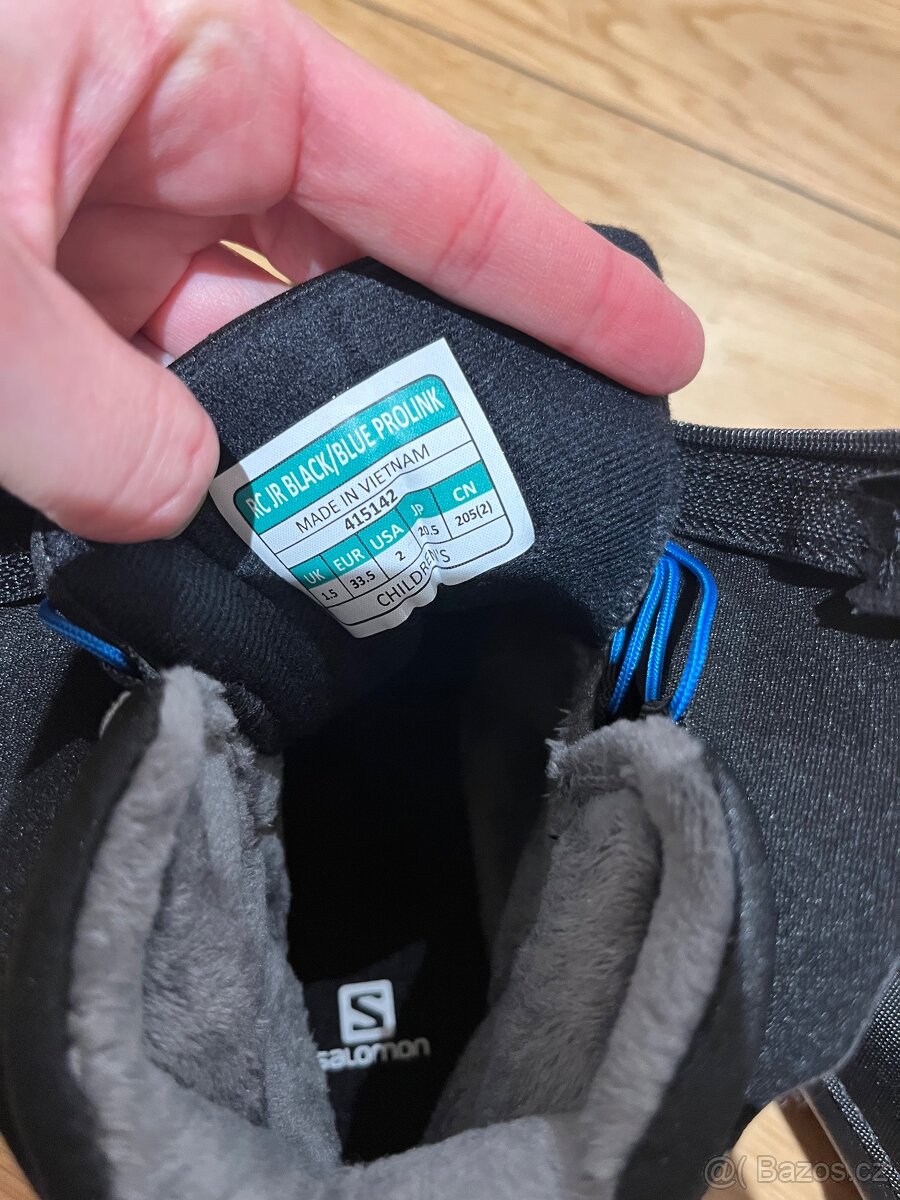 RC JR BLACK/BLUE PROLINK
MADE IN VIETNAM
415142
UK EUR USA JP CN
1.5 33.5 2 20.5 205(2)
CHILDREN'S
S
salomon
@( Bazos.cz